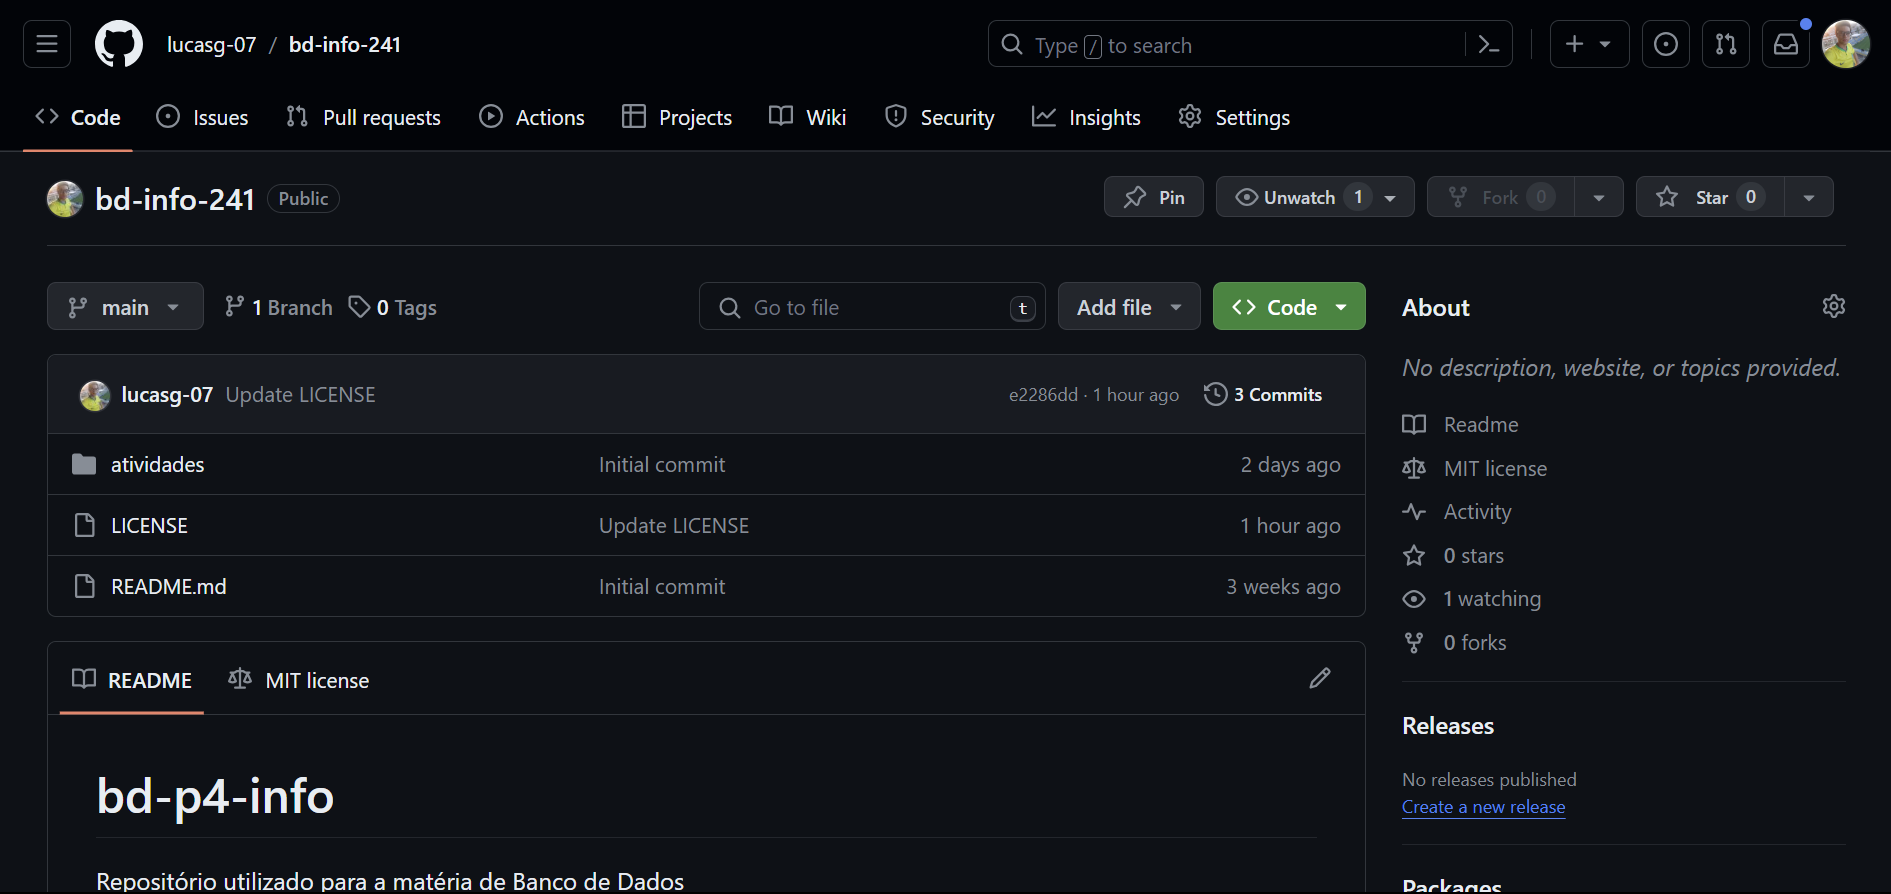 lucasg-07 / bd-info-241
Type / to search
Code Issues Pull requests Actions Projects Wiki Security Insights Settings
bd-info-241 Public
Pin Unwatch 1 Fork 0 Star 0
main 1 Branch 0 Tags Go to file t Add file Code
lucasg-07 Update LICENSE e2286dd · 1 hour ago 3 Commits
atividades Initial commit 2 days ago
LICENSE Update LICENSE 1 hour ago
README.md Initial commit 3 weeks ago
README MIT license
bd-p4-info
Repositório utilizado para a matéria de Banco de Dados
About
No description, website, or topics provided.
Readme
MIT license
Activity
0 stars
1 watching
0 forks
Releases
No releases published
Create a new release
Packages